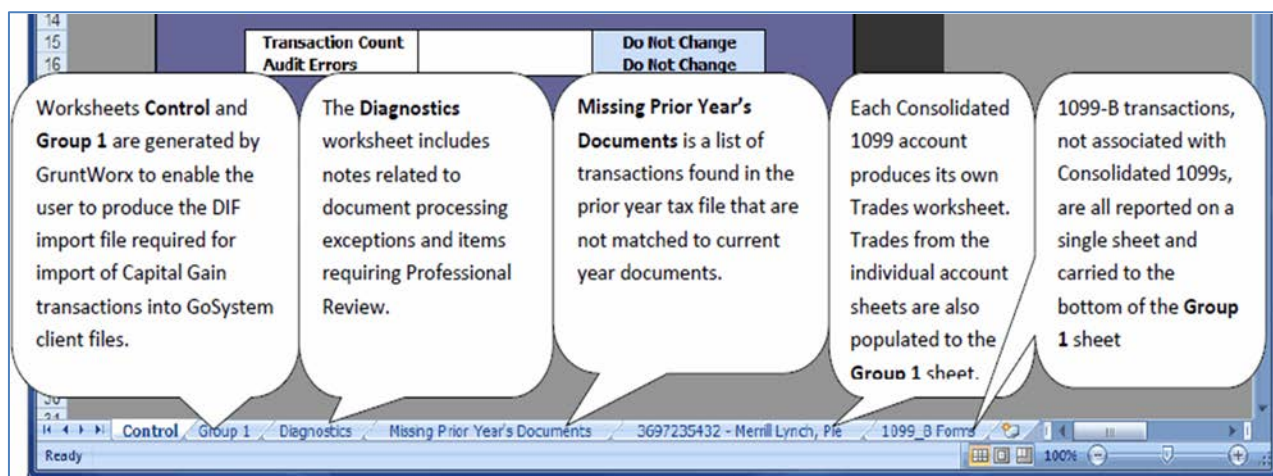 14
15
Transaction Count
Do Not Change
16
Audit Errors
Do Not Change
Worksheets Control and
Group 1 are generated by
GruntWorx to enable the
user to produce the DIF
import file required for
import of Capital Gain
transactions into GoSystem
client files.
The Diagnostics
worksheet includes
notes related to
document processing
exceptions and items
requiring Professional
Review.
Missing Prior Year's
Documents is a list of
transactions found in the
prior year tax file that are
not matched to current
year documents.
Each Consolidated
1099 account
produces its own
Trades worksheet.
Trades from the
individual account
sheets are also
populated to the
Group 1 sheet.
1099-B transactions,
not associated with
Consolidated 1099s,
are all reported on a
single sheet and
carried to the
bottom of the Group
1 sheet
Control Group 1 Diagnostics Missing Prior Year's Documents 3697235432 - Merrill Lynch, Pie 1099_B Forms
Ready
100%